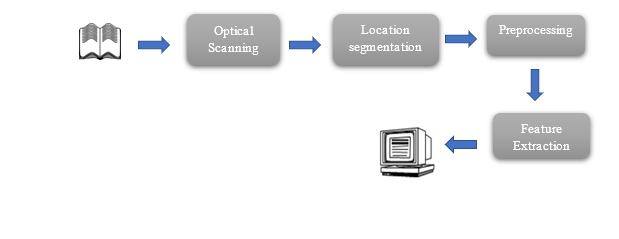 Optical
Scanning
Location
segmentation
Preprocessing
Feature
Extraction